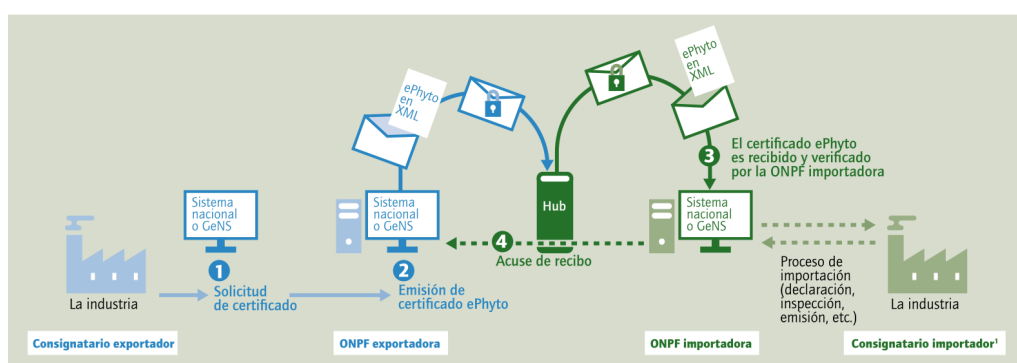 ePhyto
en
XML
ePhyto
en
XML
3
El certificado ePhyto
es recibido y verificado
por la ONPF importadora
Sistema
nacional
o GeNS
Sistema
nacional
o GeNS
Hub
Sistema
nacional
o GeNS
4
Acuse de recibo
1
Solicitud
de certificado
2
Emisión de
certificado ePhyto
Proceso de
importación
(declaración,
inspección,
emisión, etc.)
La industria
La industria
Consignatario exportador
ONPF exportadora
ONPF importadora
Consignatario importador¹